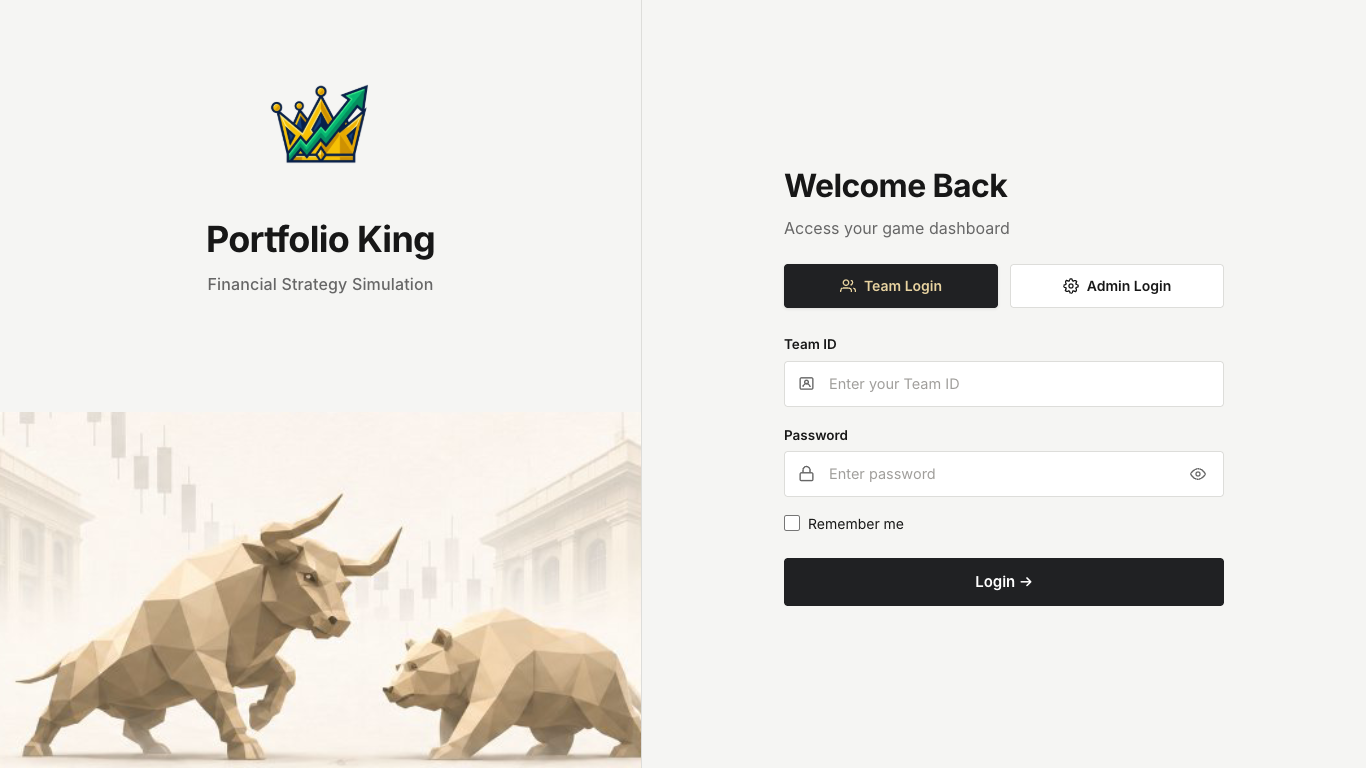 Portfolio King
Financial Strategy Simulation
Welcome Back
Access your game dashboard
Team Login
Admin Login
Team ID
Enter your Team ID
Password
Enter password
Remember me
Login →